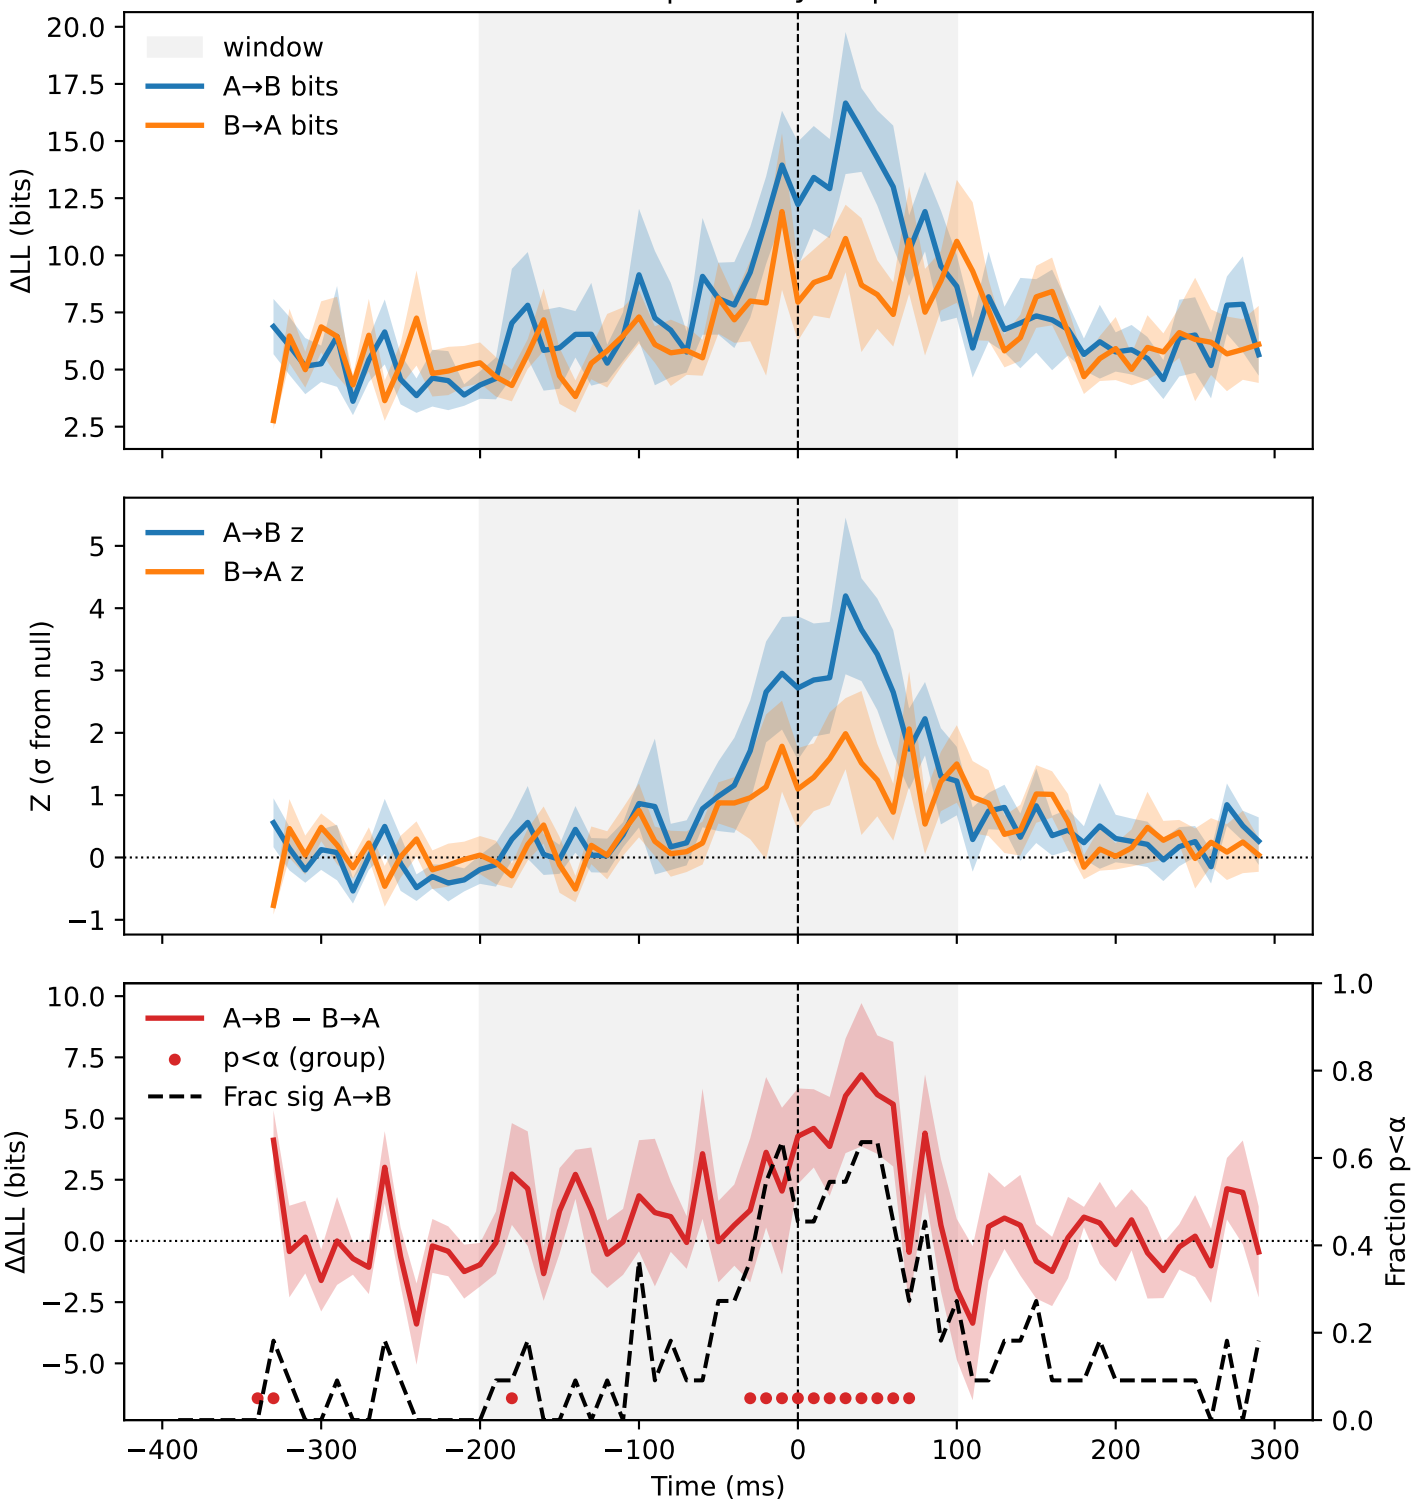 20.0
17.5
15.0
12.5
10.0
7.5
5.0
2.5
ΔLL (bits)
window
A→B bits
B→A bits
5
4
3
2
1
0
−1
Z (σ from null)
A→B z
B→A z
10.0
7.5
5.0
2.5
0.0
−2.5
−5.0
ΔΔLL (bits)
A→B − B→A
p<α (group)
Frac sig A→B
1.0
0.8
0.6
0.4
0.2
0.0
Fraction p<α
−400
−300
−200
−100
0
100
200
300
Time (ms)